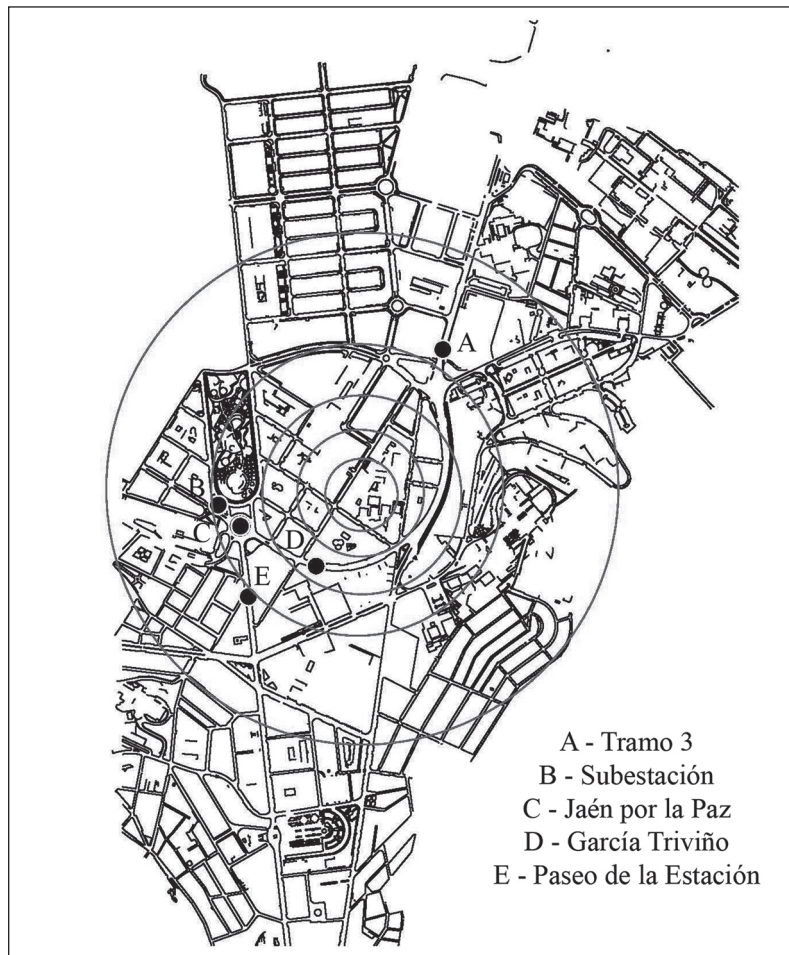 A
B
C
D
E
A - Tramo 3
B - Subestación
C - Jaén por la Paz
D - García Triviño
E - Paseo de la Estación